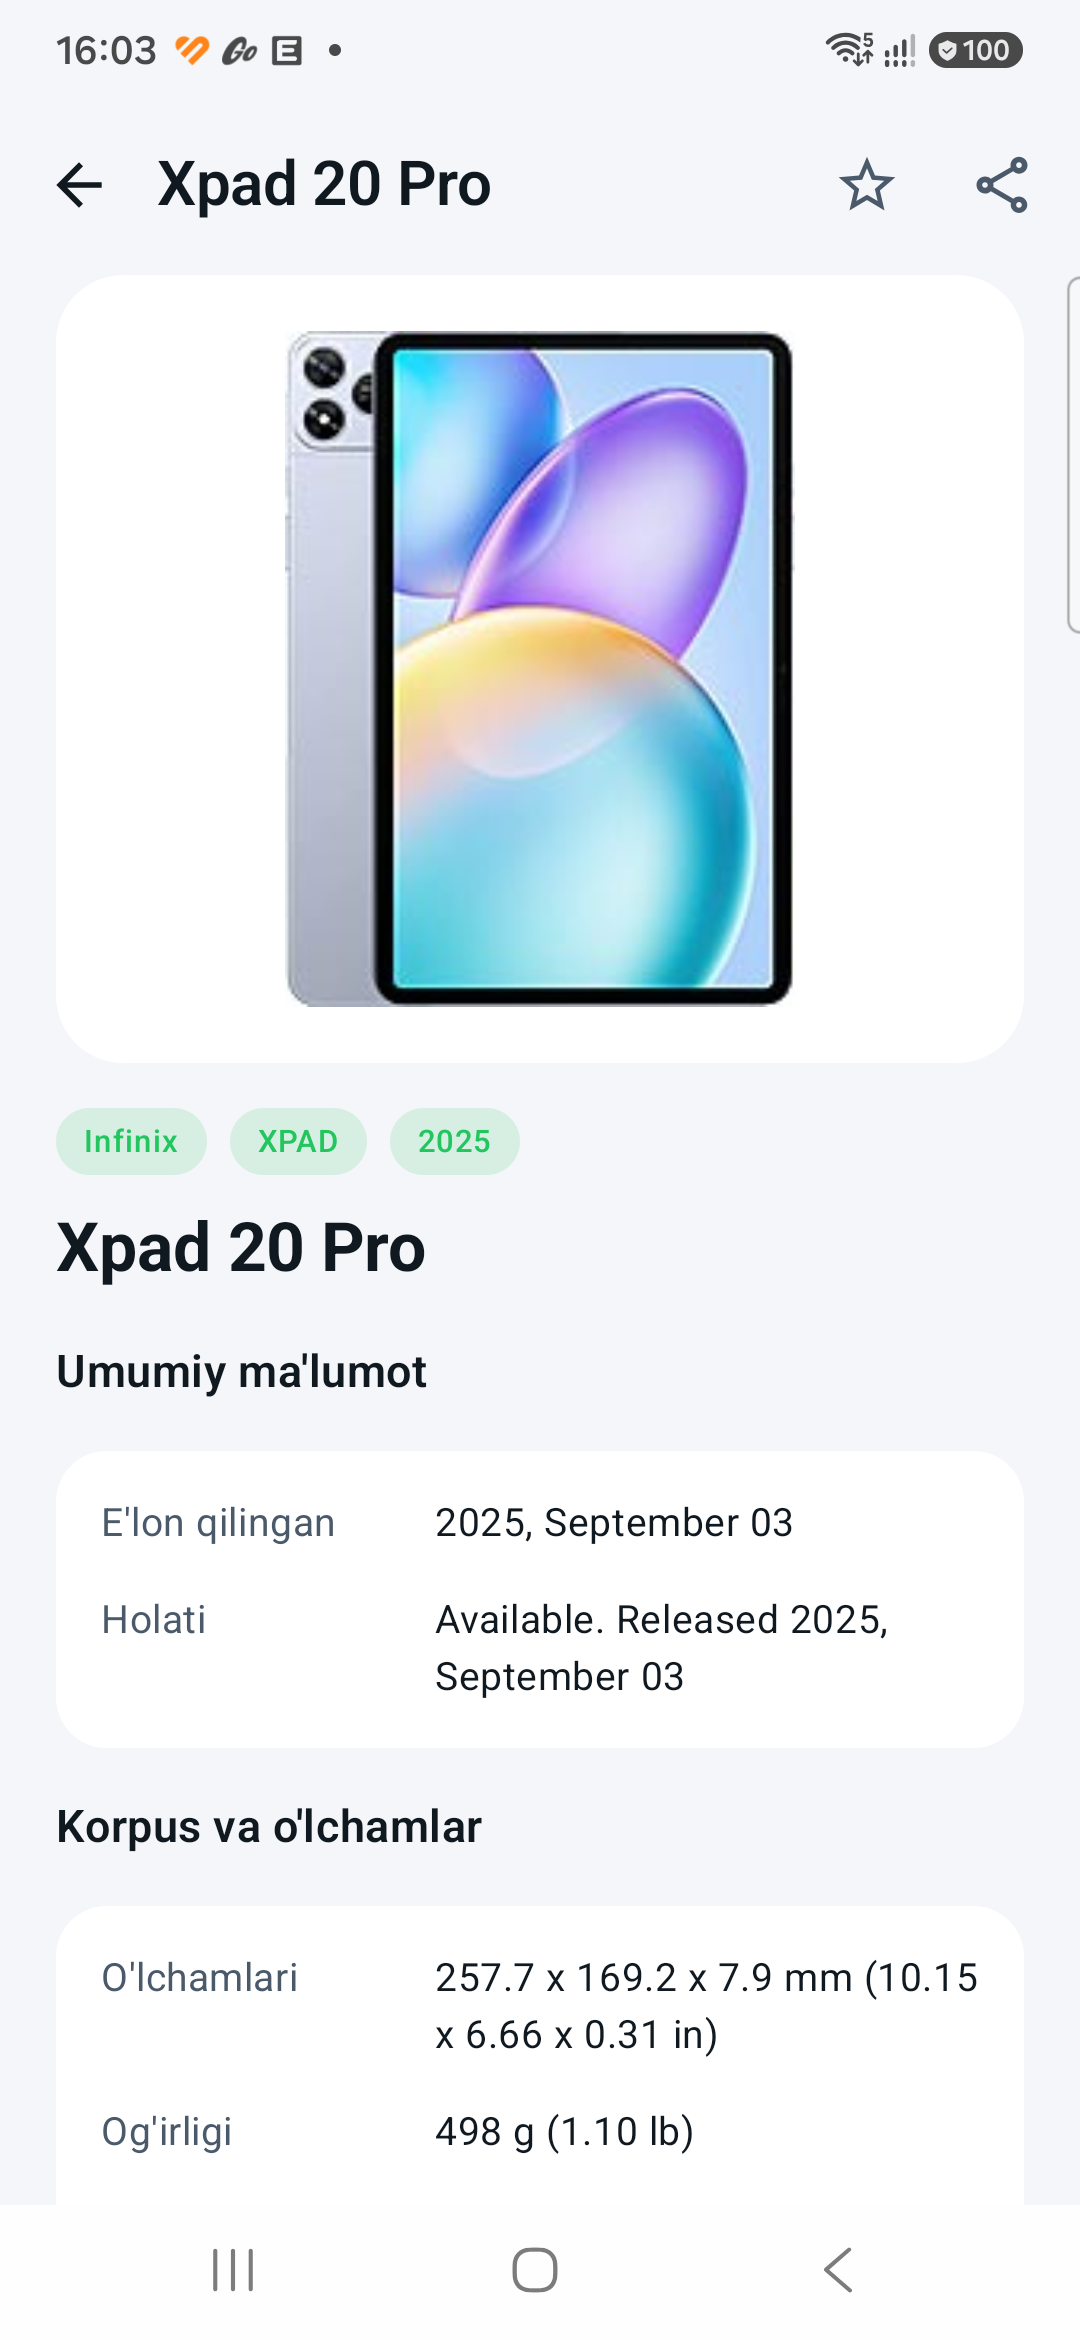 16:03 Go E
5 100
Xpad 20 Pro
Infinix XPAD 2025
Xpad 20 Pro
Umumiy ma'lumot
E'lon qilingan 2025, September 03
Holati Available. Released 2025,
September 03
Korpus va o'lchamlar
O'lchamlari 257.7 x 169.2 x 7.9 mm (10.15
x 6.66 x 0.31 in)
Og'irligi 498 g (1.10 lb)